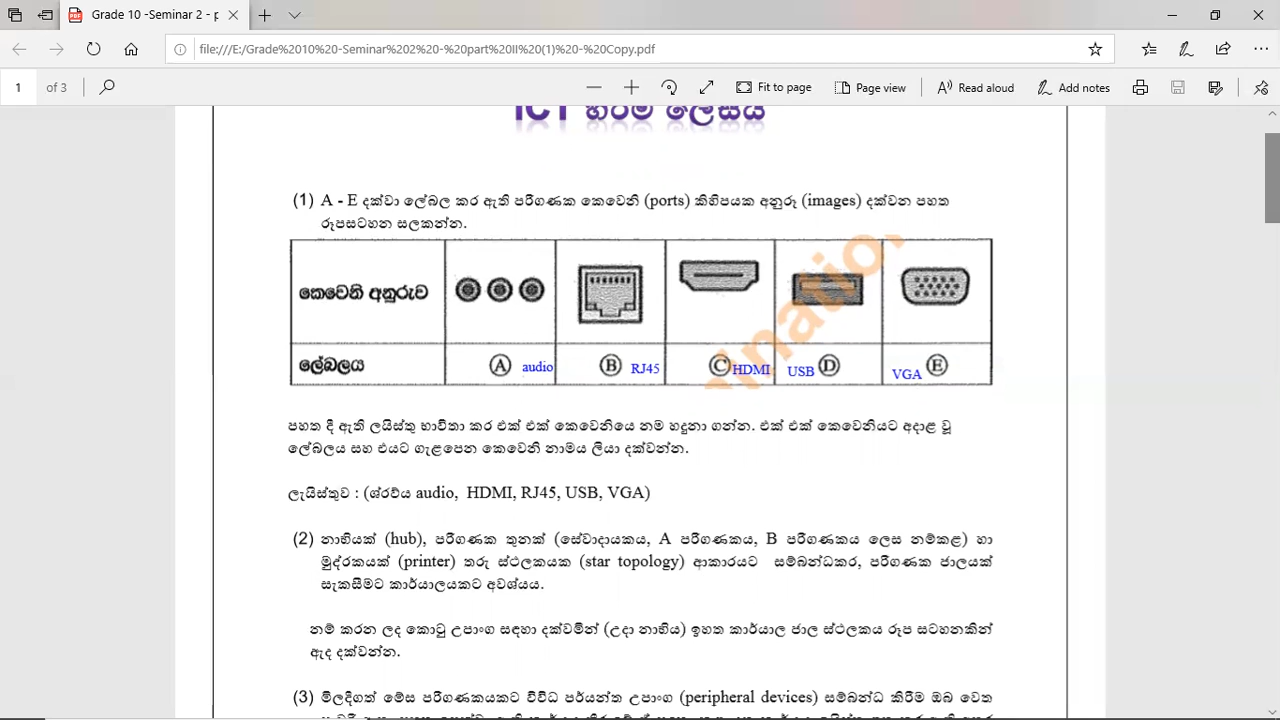 Grade 10 -Seminar 2 - p
file:///E:/Grade%2010%20-Seminar%202%20-%20part%20II%20(1)%20-%20Copy.pdf
1 of 3 Fit to page Page view Read aloud Add notes
ICT හරිම ලේසිය
(1) A - E දක්වා ලේබල කර ඇති පරිගණක කෙවෙනි (ports) කිහිපයක අනුරූ (images) දක්වන පහත
රූපසටහන සලකන්න.
කෙවෙනි අනුරුව
ලේබලය A audio B RJ45 C HDMI USB D VGA E
පහත දී ඇති ලයිස්තු භාවිතා කර එක් එක් කෙවෙනියෙ නම හඳුනා ගන්න. එක් එක් කෙවෙනියට අදාළ වූ
ලේබලය සහ එයට ගැළපෙන කෙවෙනි නාමය ලියා දක්වන්න.
ලැයිස්තුව : (ශ්රව්ය audio, HDMI, RJ45, USB, VGA)
(2) නාභියක් (hub), පරිගණක තුනක් (සේවාදායකය, A පරිගණකය, B පරිගණකය ලෙස නම්කළ) හා
මුද්රකයක් (printer) තරු ස්ථලකයක (star topology) ආකාරයට සම්බන්ධකර, පරිගණක ජාලයක්
සැකසීමට කාර්යාලයකට අවශ්යය.
නම් කරන ලද කොටු උපාංග සඳහා දක්වමින් (උදා නාභිය) ඉහත කාර්යාල ජාල ස්ථලකය රූප සටහනකින්
ඇද දක්වන්න.
(3) මිලදීගත් මේස පරිගණකයකට විවිධ පර්යන්ත උපාංග (peripheral devices) සම්බන්ධ කිරීම ඔබ වෙත